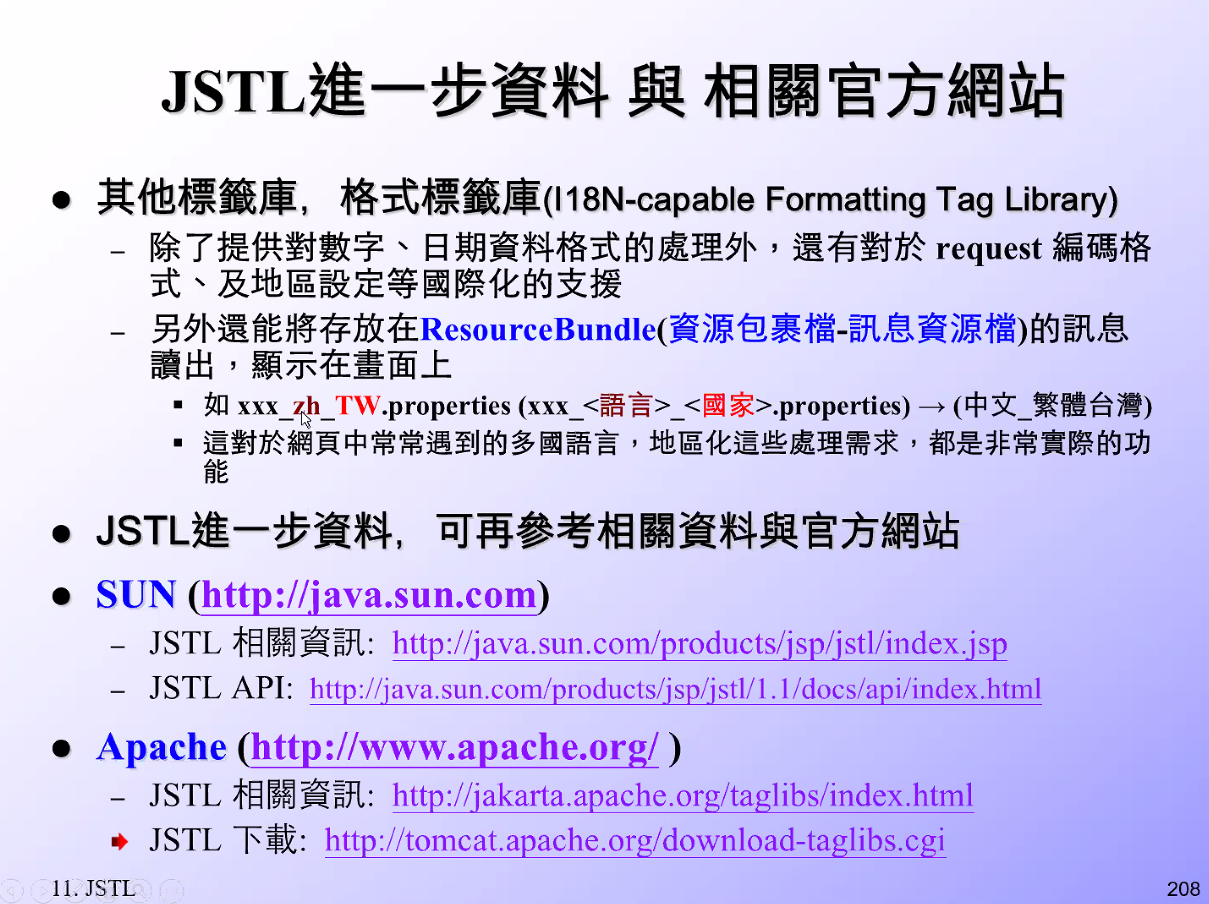 JSTL進一步資料 與 相關官方網站
● 其他標籤庫, 格式標籤庫(I18N-capable Formatting Tag Library)
– 除了提供對數字、日期資料格式的處理外，還有對於 request 編碼格
式、及地區設定等國際化的支援
– 另外還能將存放在ResourceBundle(資源包裹檔-訊息資源檔)的訊息
讀出，顯示在畫面上
▪ 如 xxx_zh_TW.properties (xxx_<語言>_<國家>.properties) → (中文_繁體台灣)
▪ 這對於網頁中常常遇到的多國語言，地區化這些處理需求，都是非常實際的功
能
● JSTL進一步資料, 可再參考相關資料與官方網站
● SUN (http://java.sun.com)
– JSTL 相關資訊: http://java.sun.com/products/jsp/jstl/index.jsp
– JSTL API: http://java.sun.com/products/jsp/jstl/1.1/docs/api/index.html
● Apache (http://www.apache.org/ )
– JSTL 相關資訊: http://jakarta.apache.org/taglibs/index.html
JSTL 下載: http://tomcat.apache.org/download-taglibs.cgi
11. JSTL
208